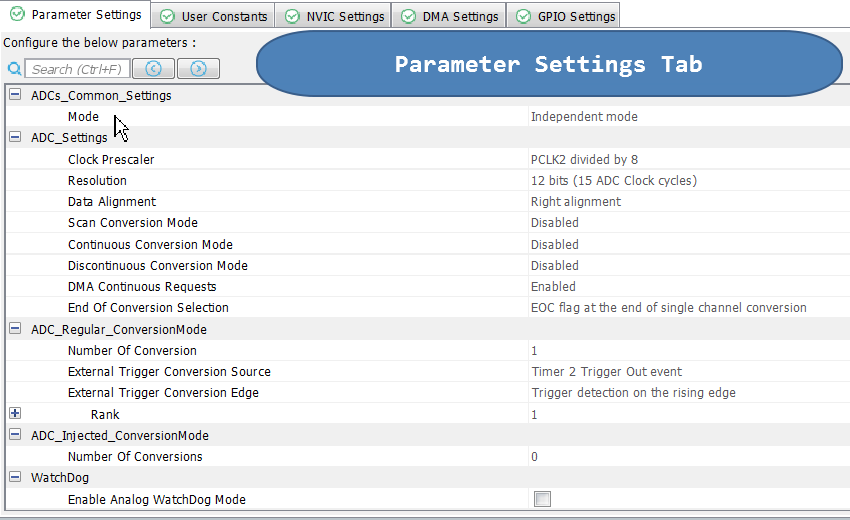 Parameter Settings User Constants NVIC Settings DMA Settings GPIO Settings
Configure the below parameters :
Search (Ctrl+F)
Parameter Settings Tab
ADCs_Common_Settings
Mode Independent mode
ADC_Settings
Clock Prescaler PCLK2 divided by 8
Resolution 12 bits (15 ADC Clock cycles)
Data Alignment Right alignment
Scan Conversion Mode Disabled
Continuous Conversion Mode Disabled
Discontinuous Conversion Mode Disabled
DMA Continuous Requests Enabled
End Of Conversion Selection EOC flag at the end of single channel conversion
ADC_Regular_ConversionMode
Number Of Conversion 1
External Trigger Conversion Source Timer 2 Trigger Out event
External Trigger Conversion Edge Trigger detection on the rising edge
Rank 1
ADC_Injected_ConversionMode
Number Of Conversions 0
WatchDog
Enable Analog WatchDog Mode